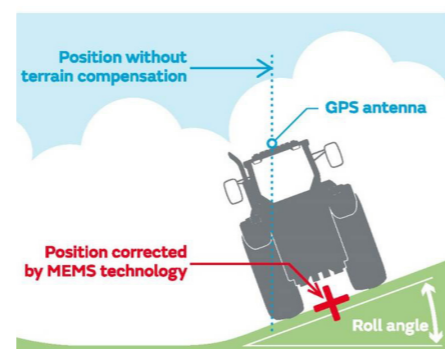 Position without
terrain compensation
GPS antenna
Position corrected
by MEMS technology
Roll angle